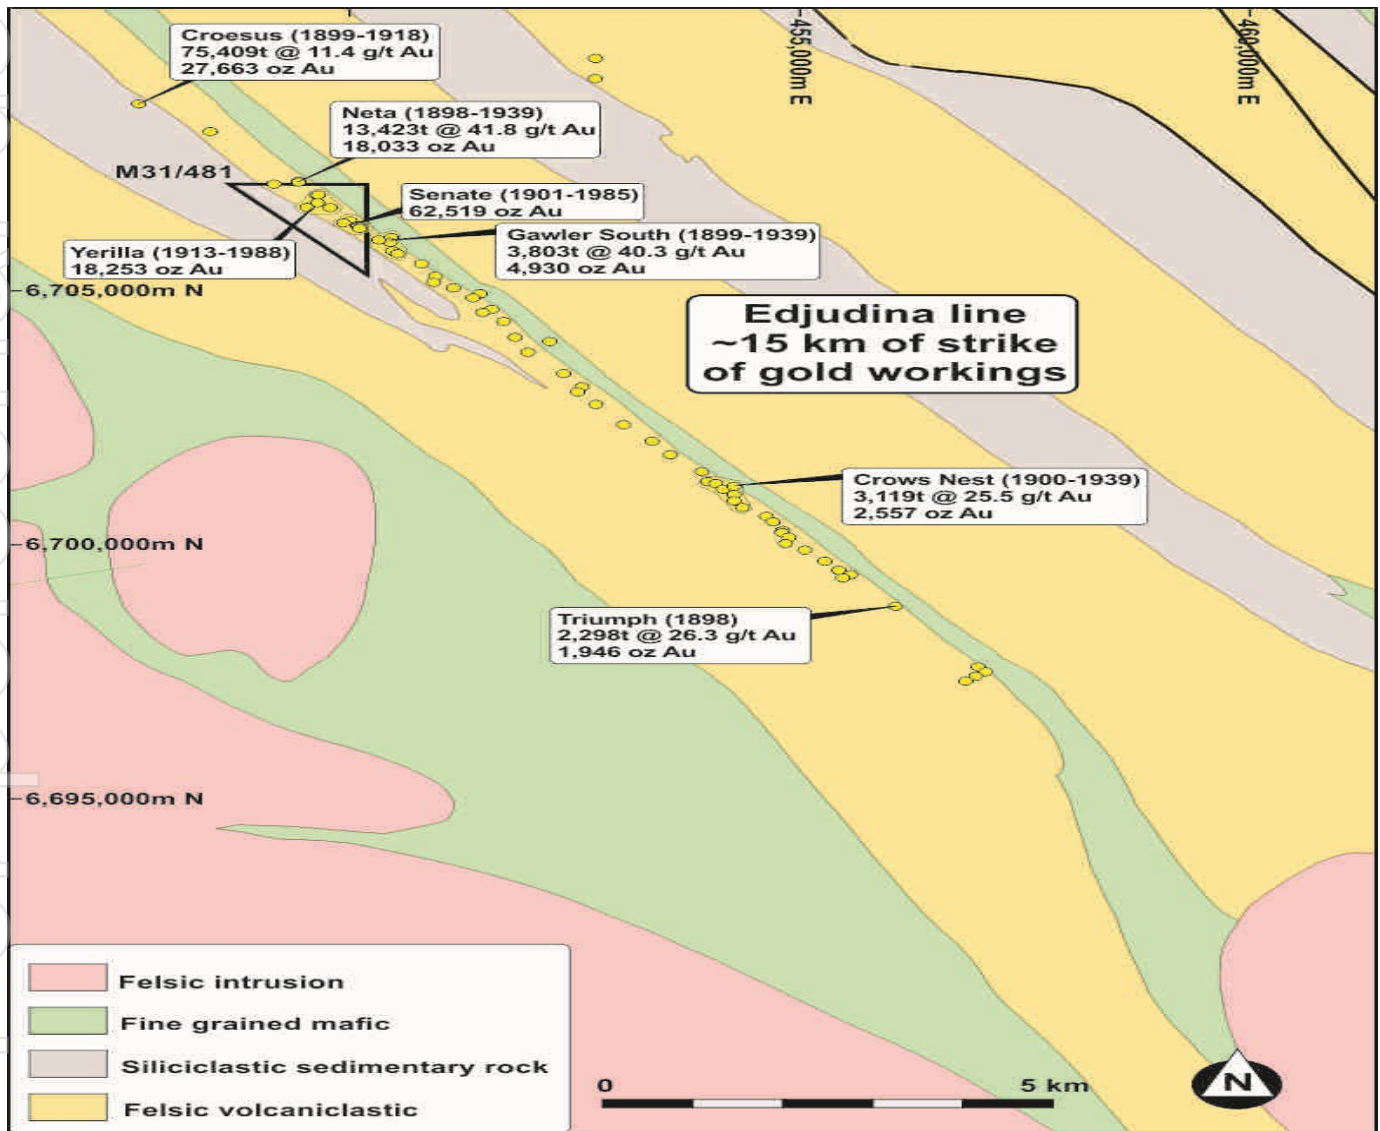 Croesus (1899-1918)
75,409t @ 11.4 g/t Au
27,663 oz Au
455,000m E
460,000m E
Neta (1898-1939)
13,423t @ 41.8 g/t Au
18,033 oz Au
M31/481
Senate (1901-1985)
62,519 oz Au
Gawler South (1899-1939)
3,803t @ 40.3 g/t Au
4,930 oz Au
Yerilla (1913-1988)
18,253 oz Au
6,705,000m N
Edjudina line
~15 km of strike
of gold workings
Crows Nest (1900-1939)
3,119t @ 25.5 g/t Au
2,557 oz Au
6,700,000m N
Triumph (1898)
2,298t @ 26.3 g/t Au
1,946 oz Au
6,695,000m N
Felsic intrusion
Fine grained mafic
Siliciclastic sedimentary rock
Felsic volcaniclastic
0 5 km
N